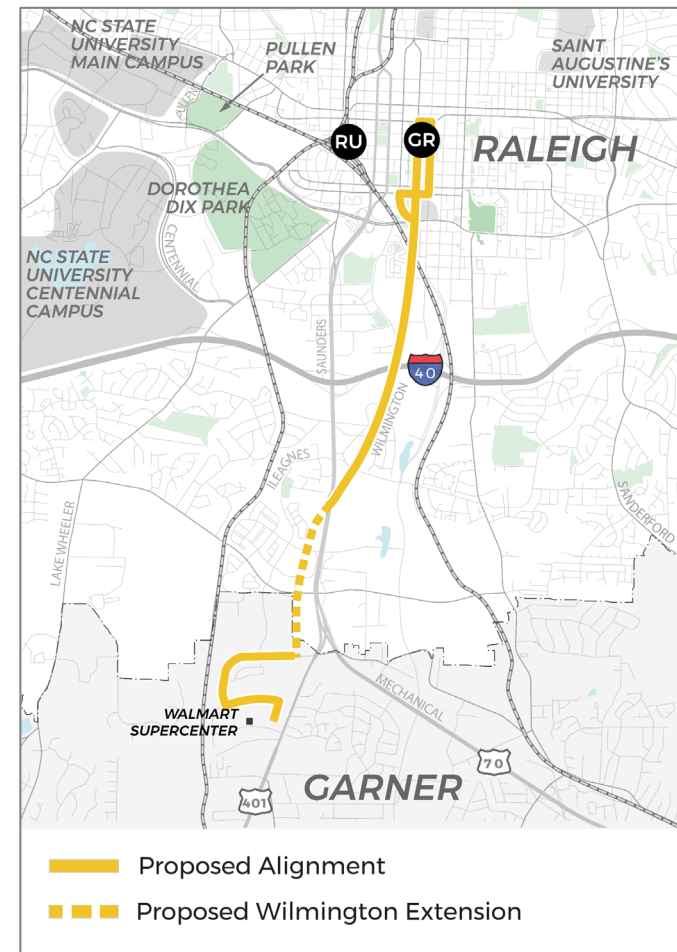 NC STATE
UNIVERSITY
MAIN CAMPUS
PULLEN
PARK
SAINT
AUGUSTINE'S
UNIVERSITY
RU
GR
RALEIGH
DOROTHEA
DIX PARK
CENTENNIAL
NC STATE
UNIVERSITY
CENTENNIAL
CAMPUS
SAUNDERS
40
WILMINGTON
ILEAGNES
LAKE WHEELER
SANDERFORD
WALMART
SUPERCENTER
MECHANICAL
70
GARNER
401
Proposed Alignment
Proposed Wilmington Extension